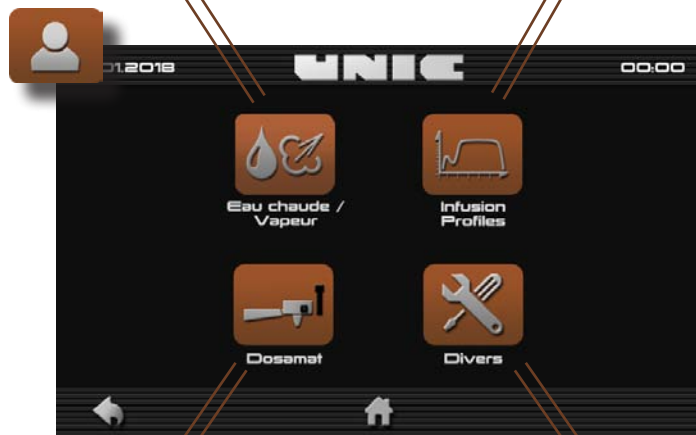 01.2018
UNIC
00:00
Eau chaude /
Vapeur
Infusion
Profiles
Dosamat
Divers